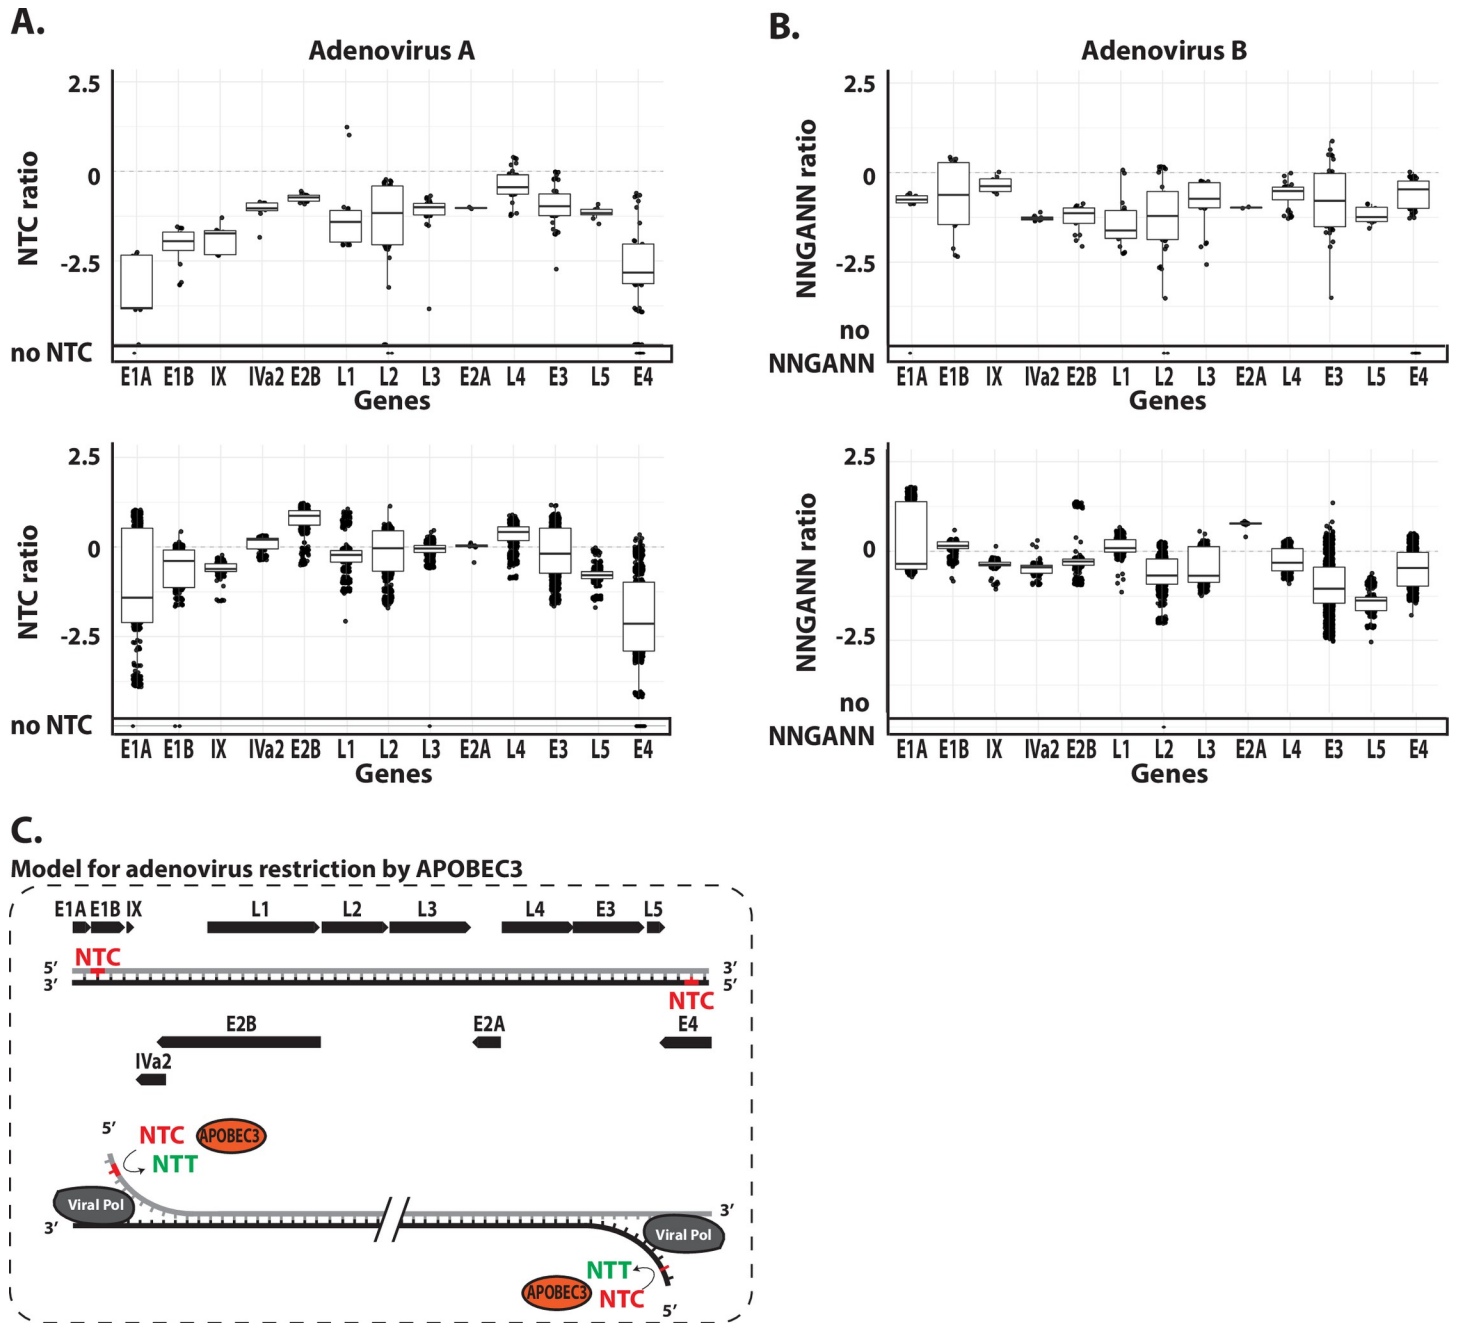 A.
Adenovirus A
NTC ratio
2.5
0
-2.5
no NTC
E1A E1B IX IVa2 E2B L1 L2 L3 E2A L4 E3 L5 E4
Genes
NTC ratio
2.5
0
-2.5
no NTC
E1A E1B IX IVa2 E2B L1 L2 L3 E2A L4 E3 L5 E4
Genes
B.
Adenovirus B
NNGANN ratio
2.5
0
-2.5
no
NNGANN
E1A E1B IX IVa2 E2B L1 L2 L3 E2A L4 E3 L5 E4
Genes
NNGANN ratio
2.5
0
-2.5
no
NNGANN
E1A E1B IX IVa2 E2B L1 L2 L3 E2A L4 E3 L5 E4
Genes
C.
Model for adenovirus restriction by APOBEC3
E1A E1B IX L1 L2 L3 L4 E3 L5
NTC
5′ 3′
3′ 5′
NTC
E2B E2A E4
IVa2
5′
NTC APOBEC3
NTT
Viral Pol
3′ 3′
Viral Pol
NTT
APOBEC3 NTC
5′